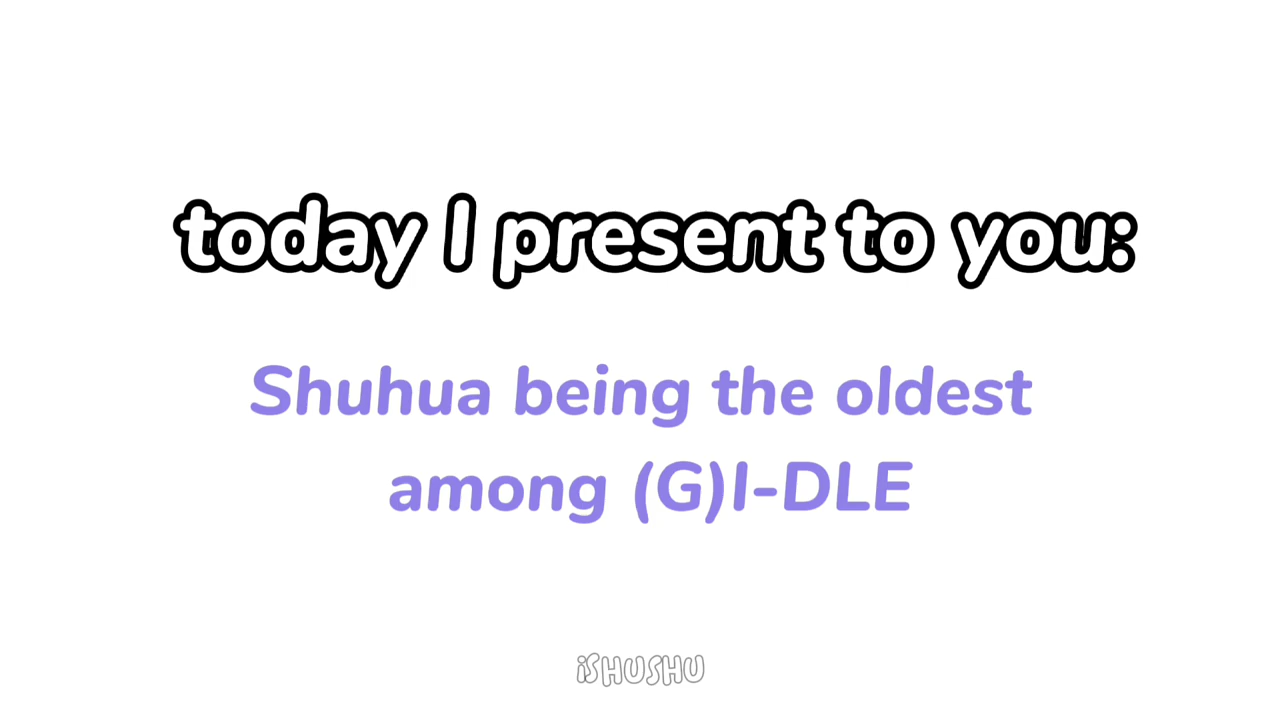 today I present to you:
Shuhua being the oldest
among (G)I-DLE
iSHUSHU